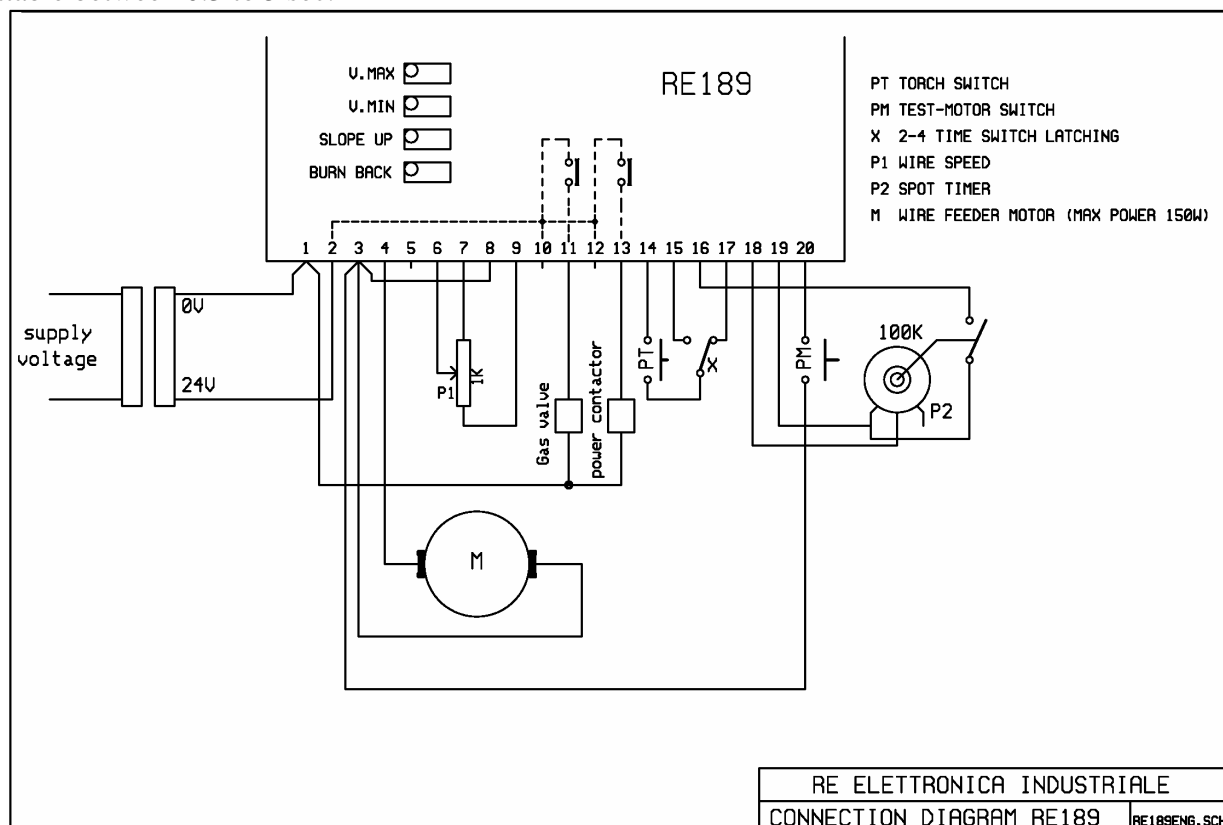 V.MAX
V.MIN
SLOPE UP
BURN BACK
RE189
PT TORCH SWITCH
PM TEST-MOTOR SWITCH
X 2-4 TIME SWITCH LATCHING
P1 WIRE SPEED
P2 SPOT TIMER
M WIRE FEEDER MOTOR (MAX POWER 150W)
1 2 3 4 5 6 7 8 9 10 11 12 13 14 15 16 17 18 19 20
supply
voltage
0V
24V
P1
1K
Gas valve
power contactor
PT
X
PM
100K
P2
M
RE ELETTRONICA INDUSTRIALE
CONNECTION DIAGRAM RE189
RE189ENG.SCH